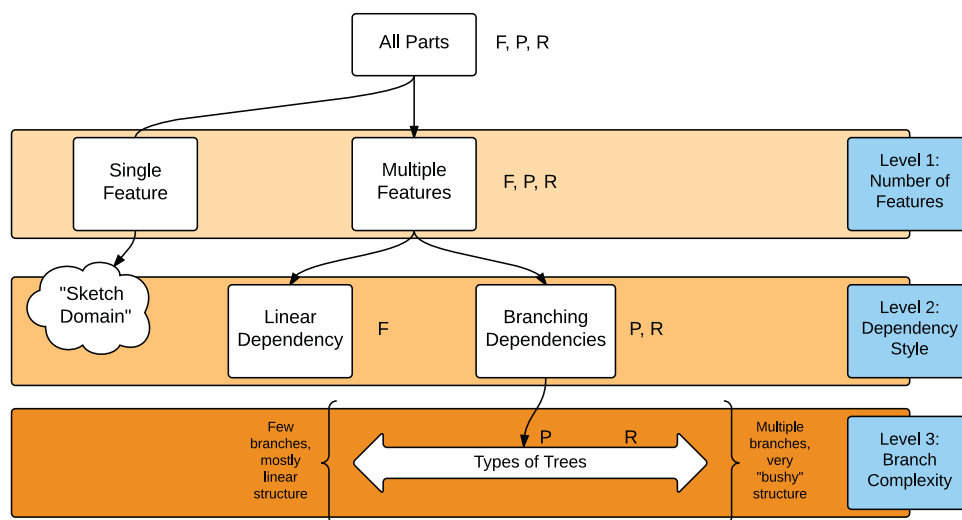 All Parts
F, P, R
Single
Feature
Multiple
Features
F, P, R
Level 1:
Number of
Features
"Sketch
Domain"
Linear
Dependency
F
Branching
Dependencies
P, R
Level 2:
Dependency
Style
Few
branches,
mostly
linear
structure
P
R
Types of Trees
Multiple
branches,
very
"bushy"
structure
Level 3:
Branch
Complexity